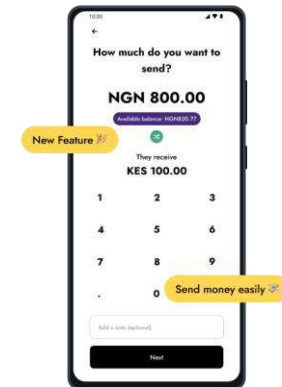 10:30
How much do you want to
send?
NGN 800.00
Available balance: NGN820.77
New Feature 🎉
They receive
KES 100.00
1 2 3
4 5 6
7 8 9
. 0
Send money easily 💸
Add a note (optional)
Next